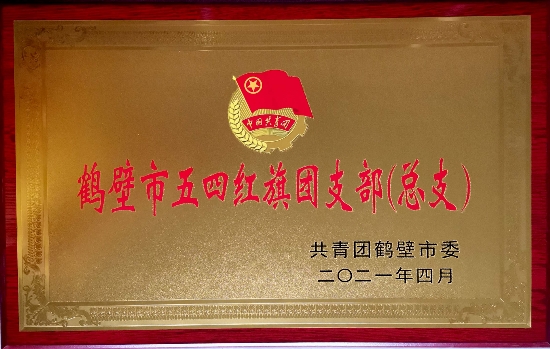 中国共青团
鹤壁市五四红旗团支部(总支)
共青团鹤壁市委
二〇二一年四月